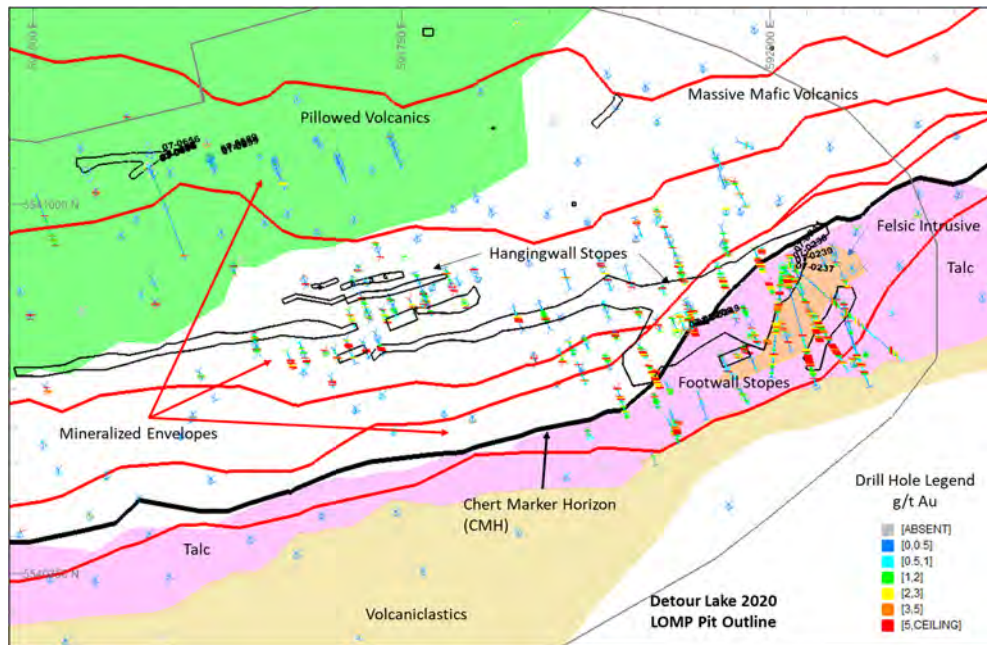 591750 E
Massive Mafic Volcanics
Pillowed Volcanics
5541000 N
Felsic Intrusive
Hangingwall Stopes
Talc
07-0237
Footwall Stopes
Mineralized Envelopes
Chert Marker Horizon
(CMH)
Drill Hole Legend
g/t Au
[ABSENT]
[0,0.5]
[0.5,1]
[1,2]
[2,3]
[3,5]
[5,CEILING]
Talc
Volcaniclastics
Detour Lake 2020
LOMP Pit Outline